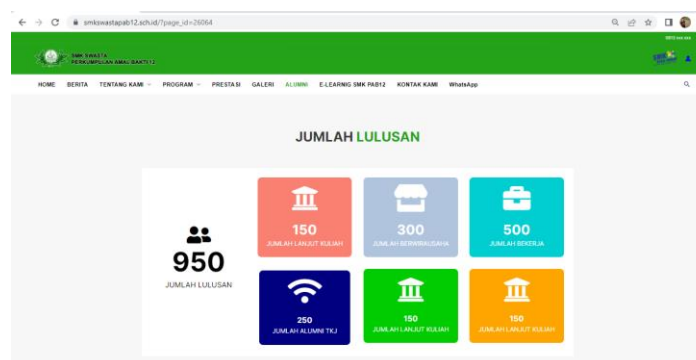 smkswastapab12.sch.id/?page_id=26064
SMK SWASTA
PERKUMPULAN AMAL BAKTI 12
HOME BERITA TENTANG KAMI PROGRAM PRESTASI GALERI ALUMNI E-LEARNIG SMK PAB12 KONTAK KAMI WhatsApp
JUMLAH LULUSAN
950
JUMLAH LULUSAN
150
JUMLAH LANJUT KULIAH
300
JUMLAH BERWIRAUSAHA
500
JUMLAH BEKERJA
250
JUMLAH ALUMNI TKJ
150
JUMLAH LANJUT KULIAH
150
JUMLAH LANJUT KULIAH